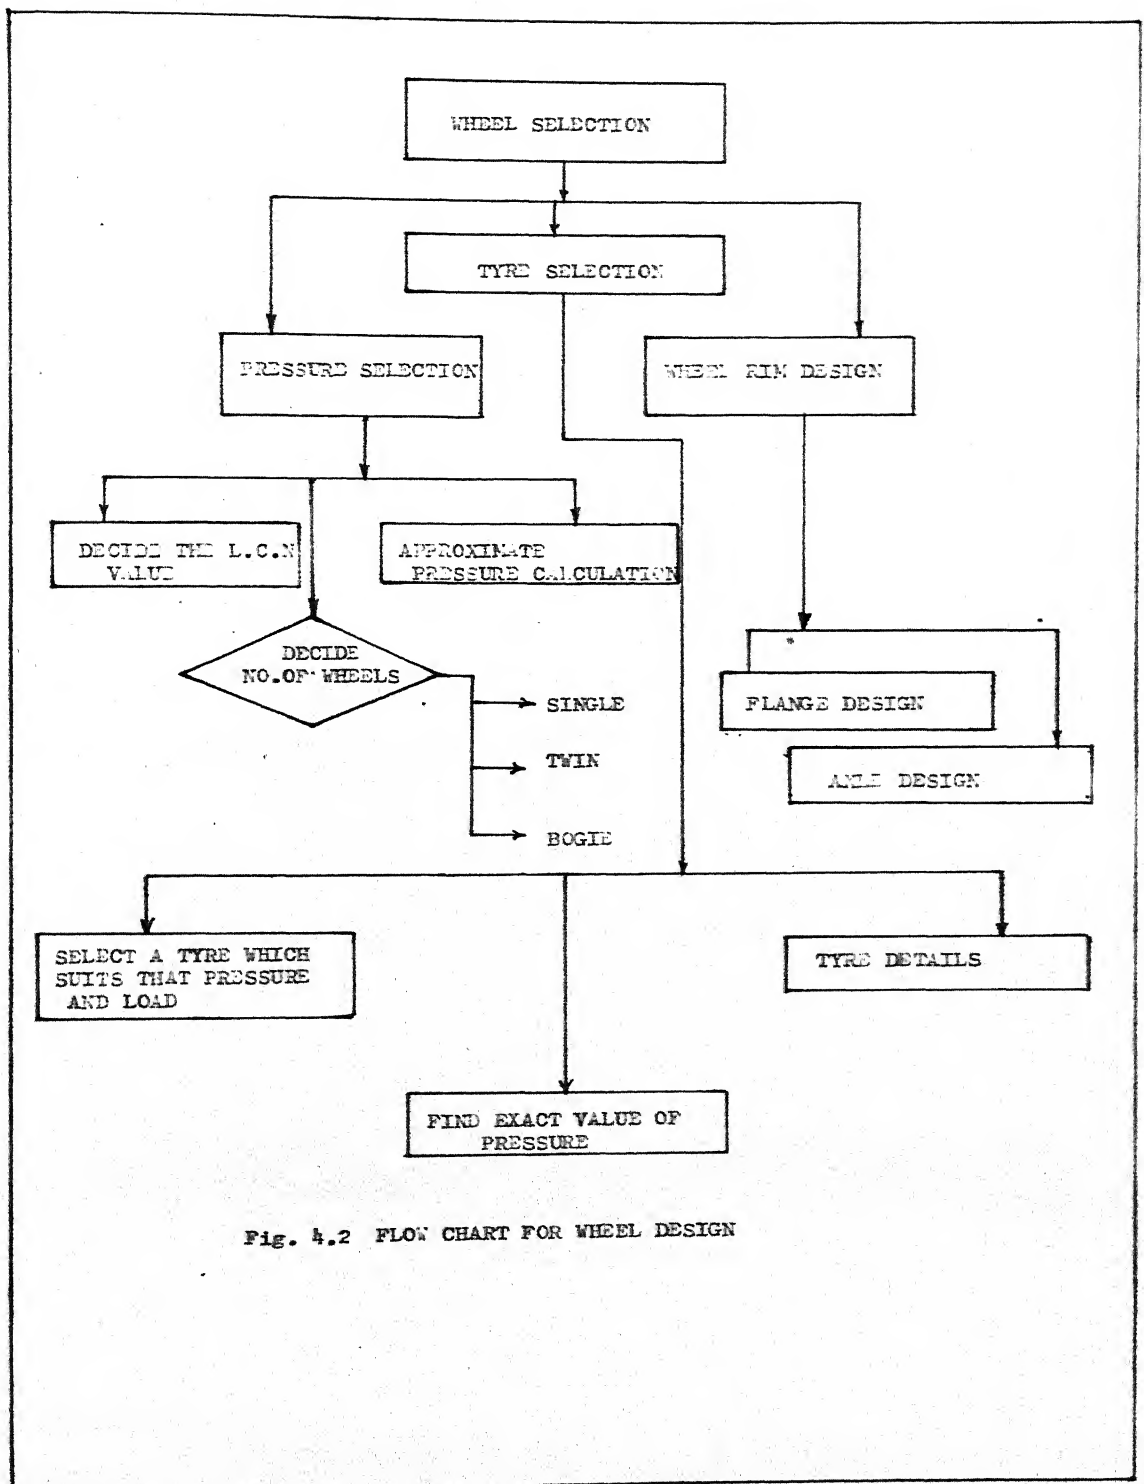 WHEEL SELECTION
TYRE SELECTION
PRESSURE SELECTION
WHEEL RIM DESIGN
DECIDE THE L.C.N
VALUE
APPROXIMATE
PRESSURE CALCULATION
DECIDE
NO.OF WHEELS
SINGLE
TWIN
BOGIE
FLANGE DESIGN
AXLE DESIGN
SELECT A TYRE WHICH
SUITS THAT PRESSURE
AND LOAD
TYRE DETAILS
FIND EXACT VALUE OF
PRESSURE
Fig. 4.2 FLOW CHART FOR WHEEL DESIGN